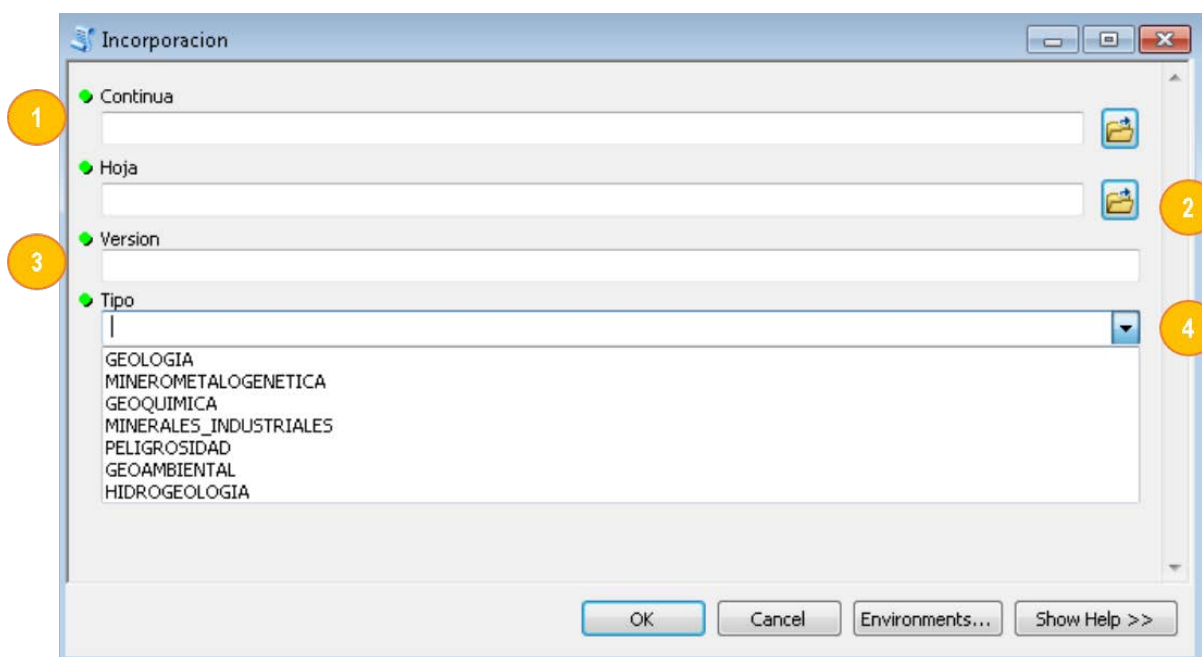 Incorporacion
Continua
1
Hoja
2
Version
3
Tipo
4
GEOLOGIA
MINEROMETALOGENETICA
GEOQUIMICA
MINERALES_INDUSTRIALES
PELIGROSIDAD
GEOAMBIENTAL
HIDROGEOLOGIA
OK Cancel Environments... Show Help >>